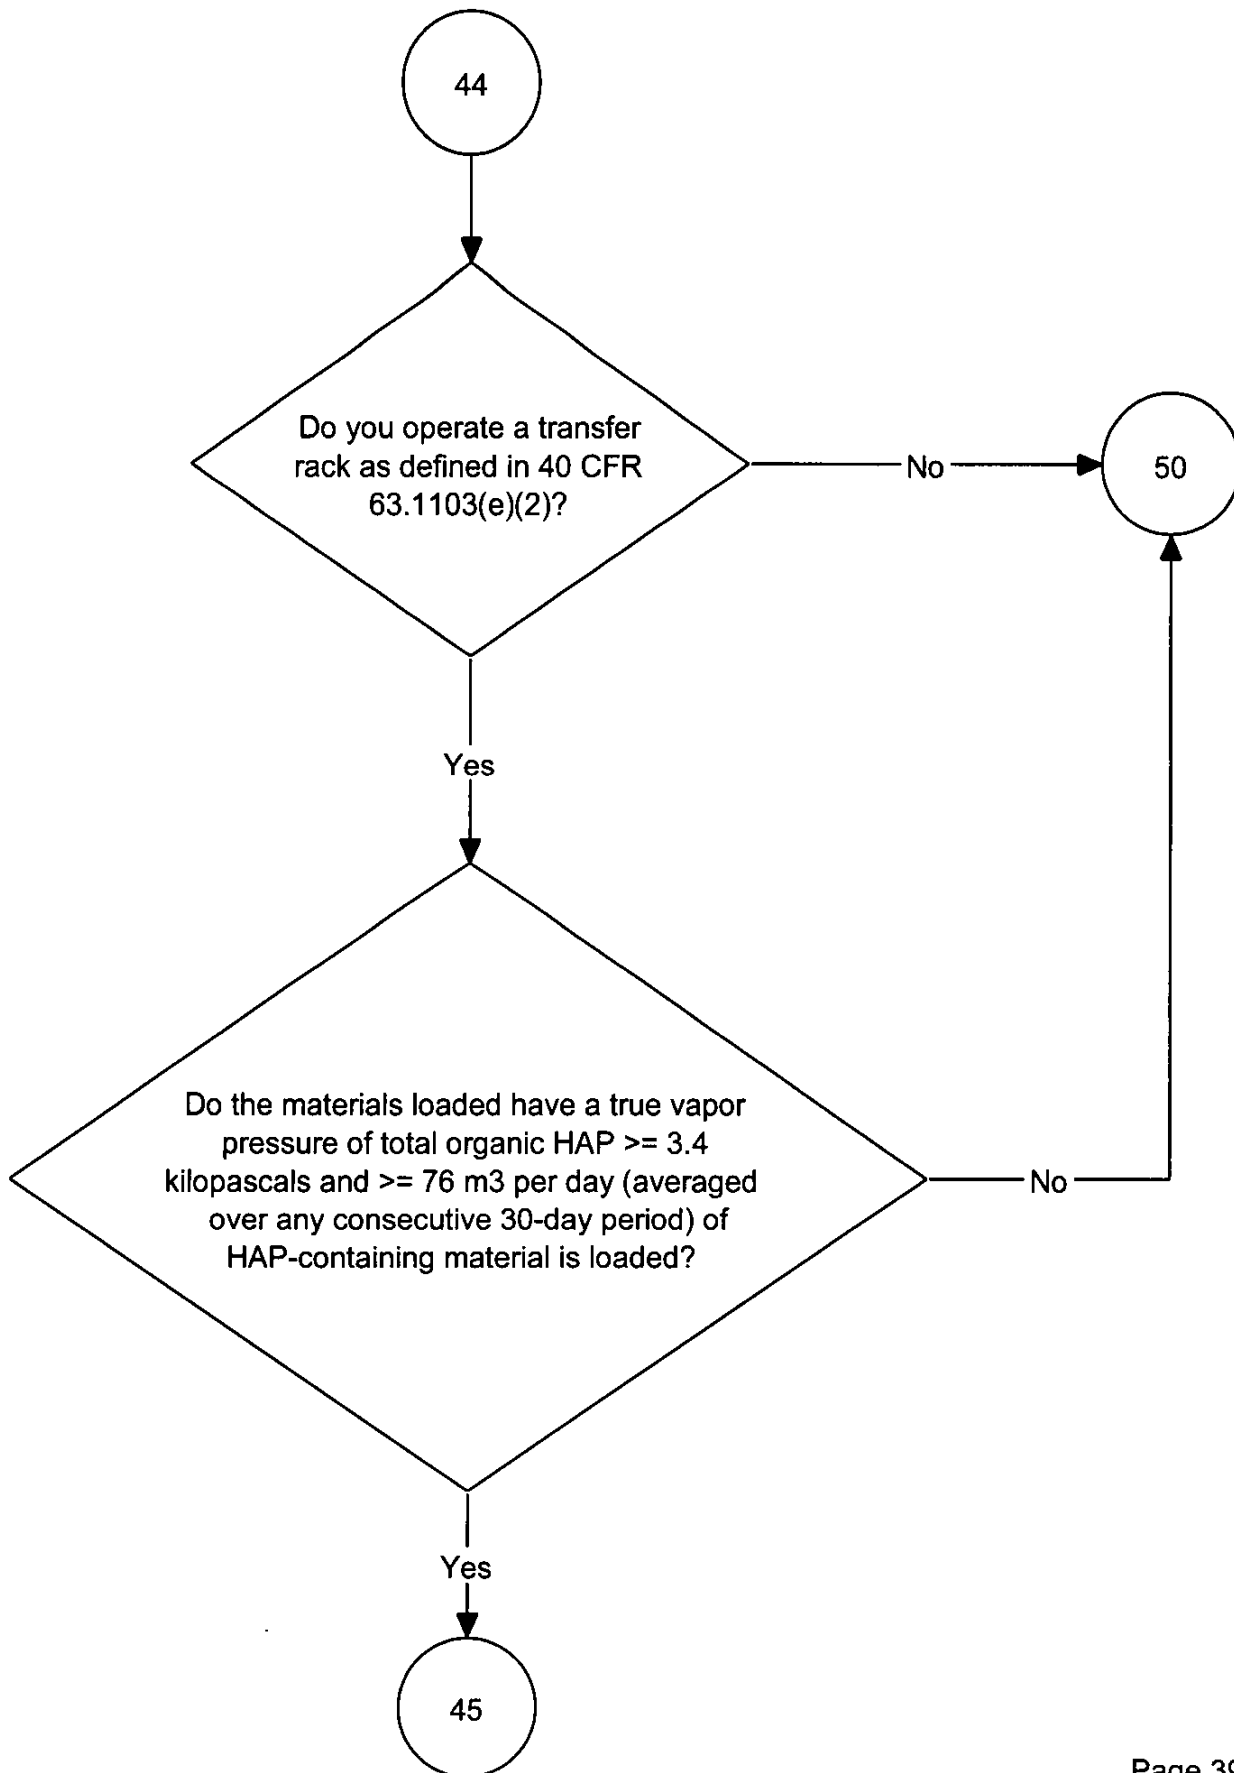 44
Do you operate a transfer
rack as defined in 40 CFR
63.1103(e)(2)?
No
50
Yes
Do the materials loaded have a true vapor
pressure of total organic HAP >= 3.4
kilopascals and >= 76 m3 per day (averaged
over any consecutive 30-day period) of
HAP-containing material is loaded?
No
Yes
45
Page 39